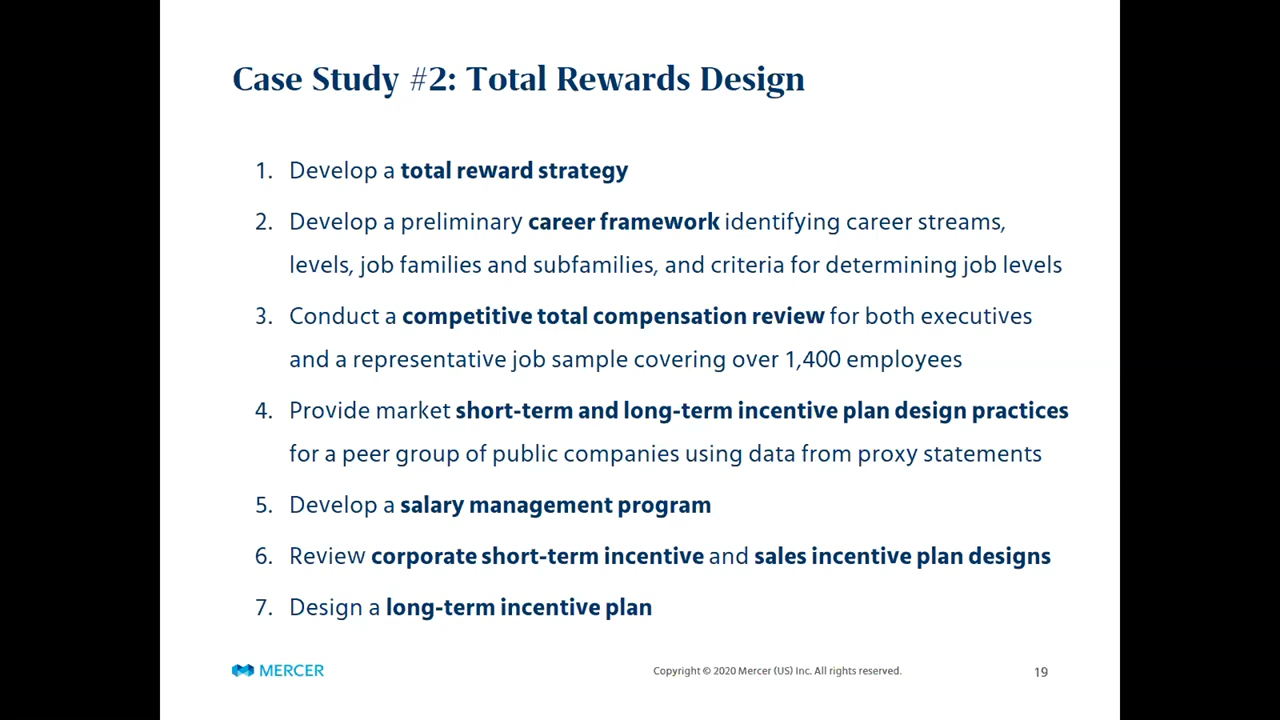 Case Study #2: Total Rewards Design
1. Develop a total reward strategy
2. Develop a preliminary career framework identifying career streams,
levels, job families and subfamilies, and criteria for determining job levels
3. Conduct a competitive total compensation review for both executives
and a representative job sample covering over 1,400 employees
4. Provide market short-term and long-term incentive plan design practices
for a peer group of public companies using data from proxy statements
5. Develop a salary management program
6. Review corporate short-term incentive and sales incentive plan designs
7. Design a long-term incentive plan
MERCER
Copyright © 2020 Mercer (US) Inc. All rights reserved.
19